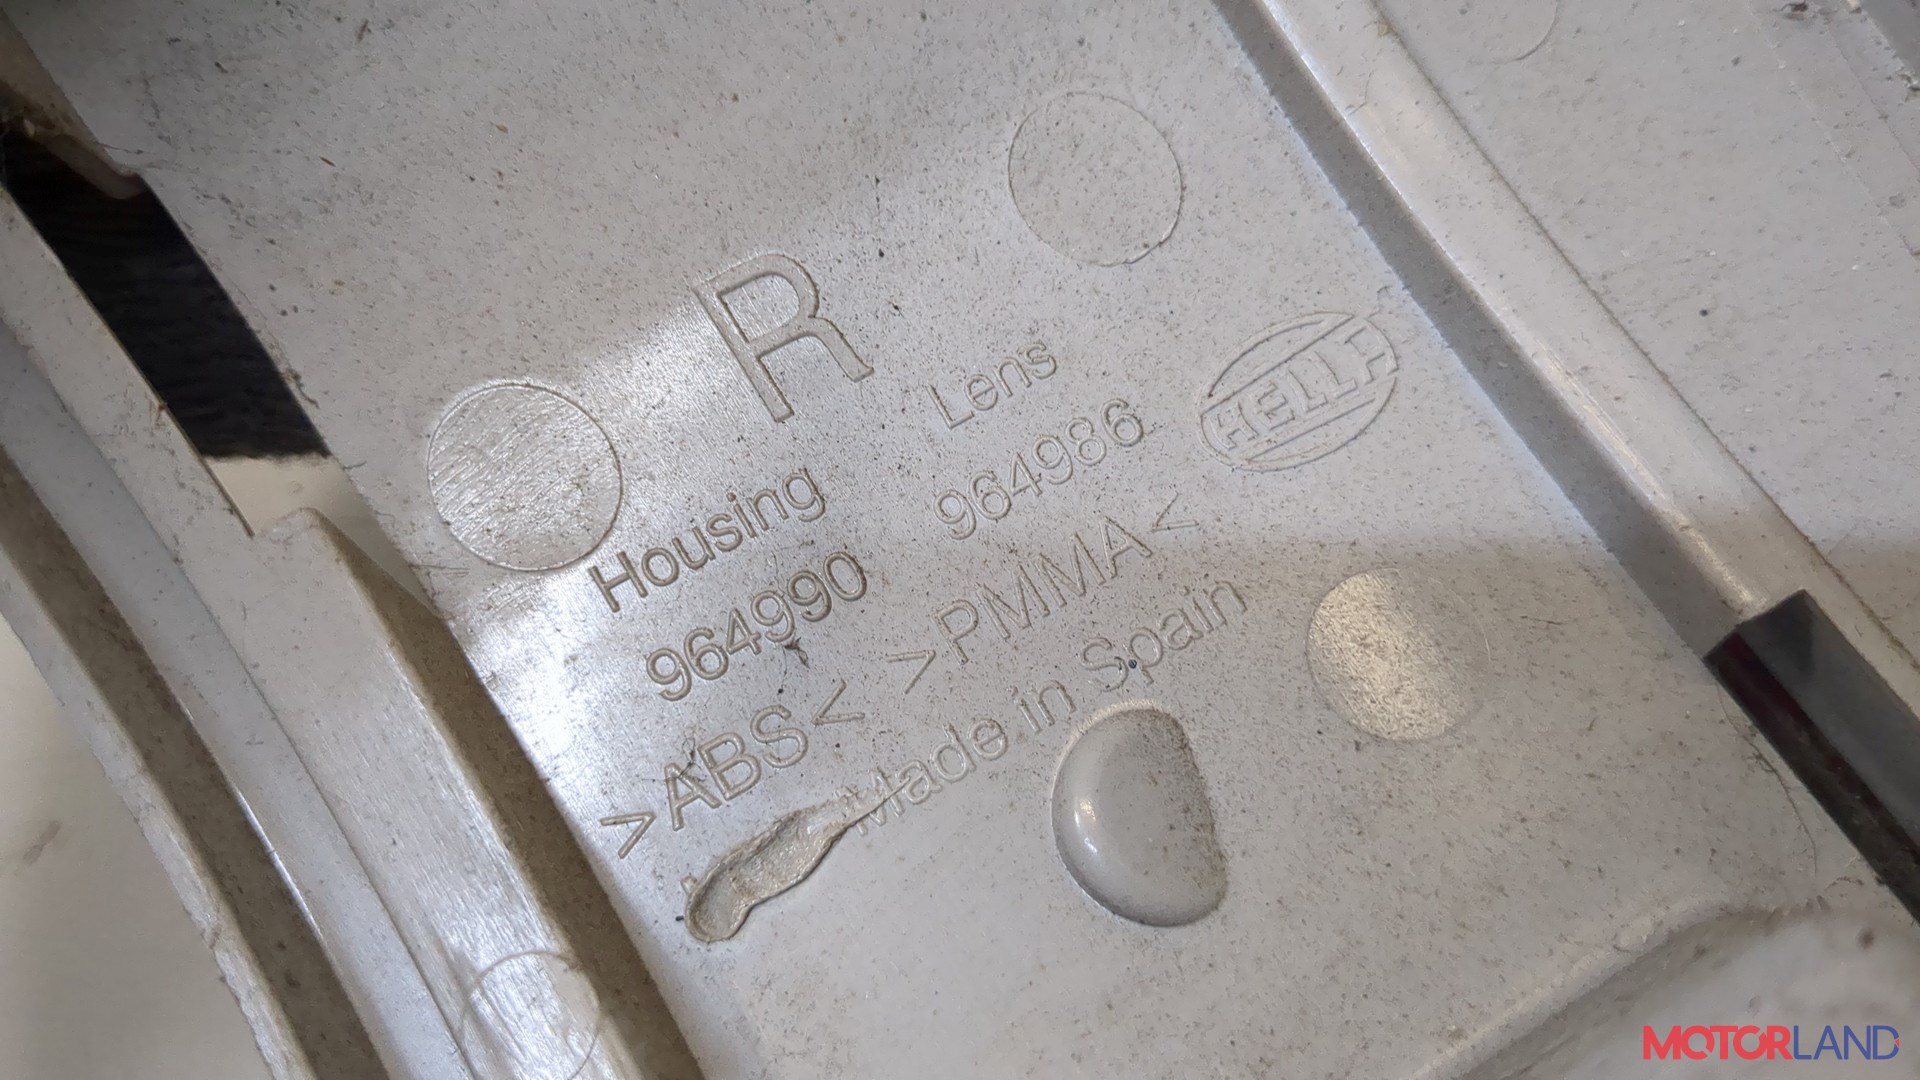 R
Housing
964990
>ABS<
Lens
964986
>PMMA<
HELLA
Made in Spain
MOTORLAND